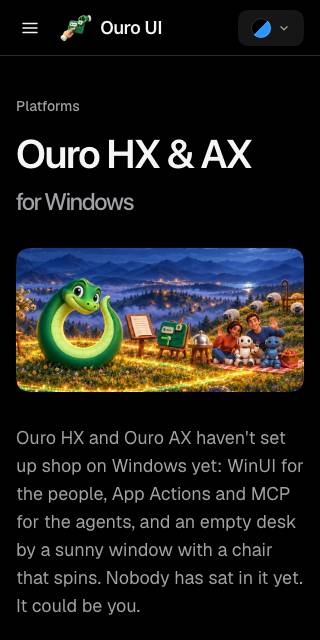 Ouro UI
Platforms
Ouro HX & AX
for Windows
Ouro HX and Ouro AX haven't set
up shop on Windows yet: WinUI for
the people, App Actions and MCP
for the agents, and an empty desk
by a sunny window with a chair
that spins. Nobody has sat in it yet.
It could be you.